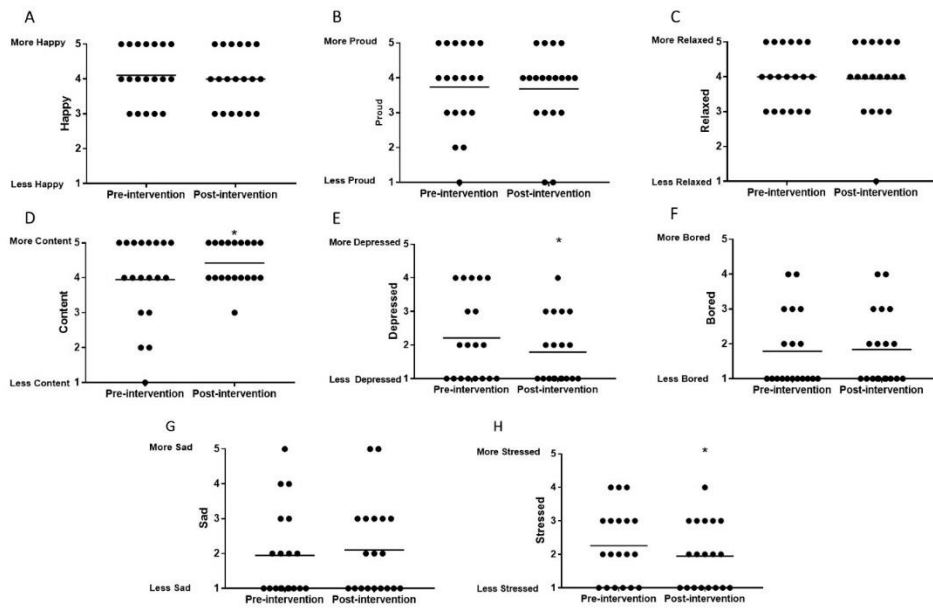 A
More Happy
5
4
3
2
Less Happy
1
Happy
Pre-intervention
Post-intervention
B
More Proud
5
4
3
2
Less Proud
1
Proud
Pre-intervention
Post-intervention
C
More Relaxed
5
4
3
2
Less Relaxed
1
Relaxed
Pre-intervention
Post-intervention
D
More Content
5
4
3
2
Less Content
1
Content
*
Pre-intervention
Post-intervention
E
More Depressed
5
4
3
2
Less Depressed
1
Depressed
*
Pre-intervention
Post-intervention
F
More Bored
5
4
3
2
Less Bored
1
Bored
Pre-intervention
Post-intervention
G
More Sad
5
4
3
2
Less Sad
1
Sad
Pre-intervention
Post-intervention
H
More Stressed
5
4
3
2
Less Stressed
1
Stressed
*
Pre-intervention
Post-intervention